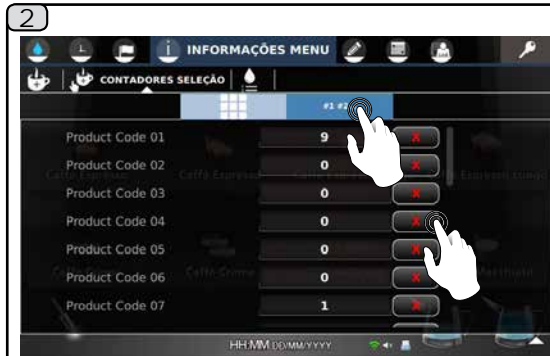 2
INFORMAÇÕES MENU
CONTADORES SELEÇÃO
#1 #2
Product Code 01 9 X
Product Code 02 0 X
Product Code 03 0 X
Product Code 04 0 X
Product Code 05 0 X
Product Code 06 0 X
Product Code 07 1 X
HH:MM DD/MM/YYYY